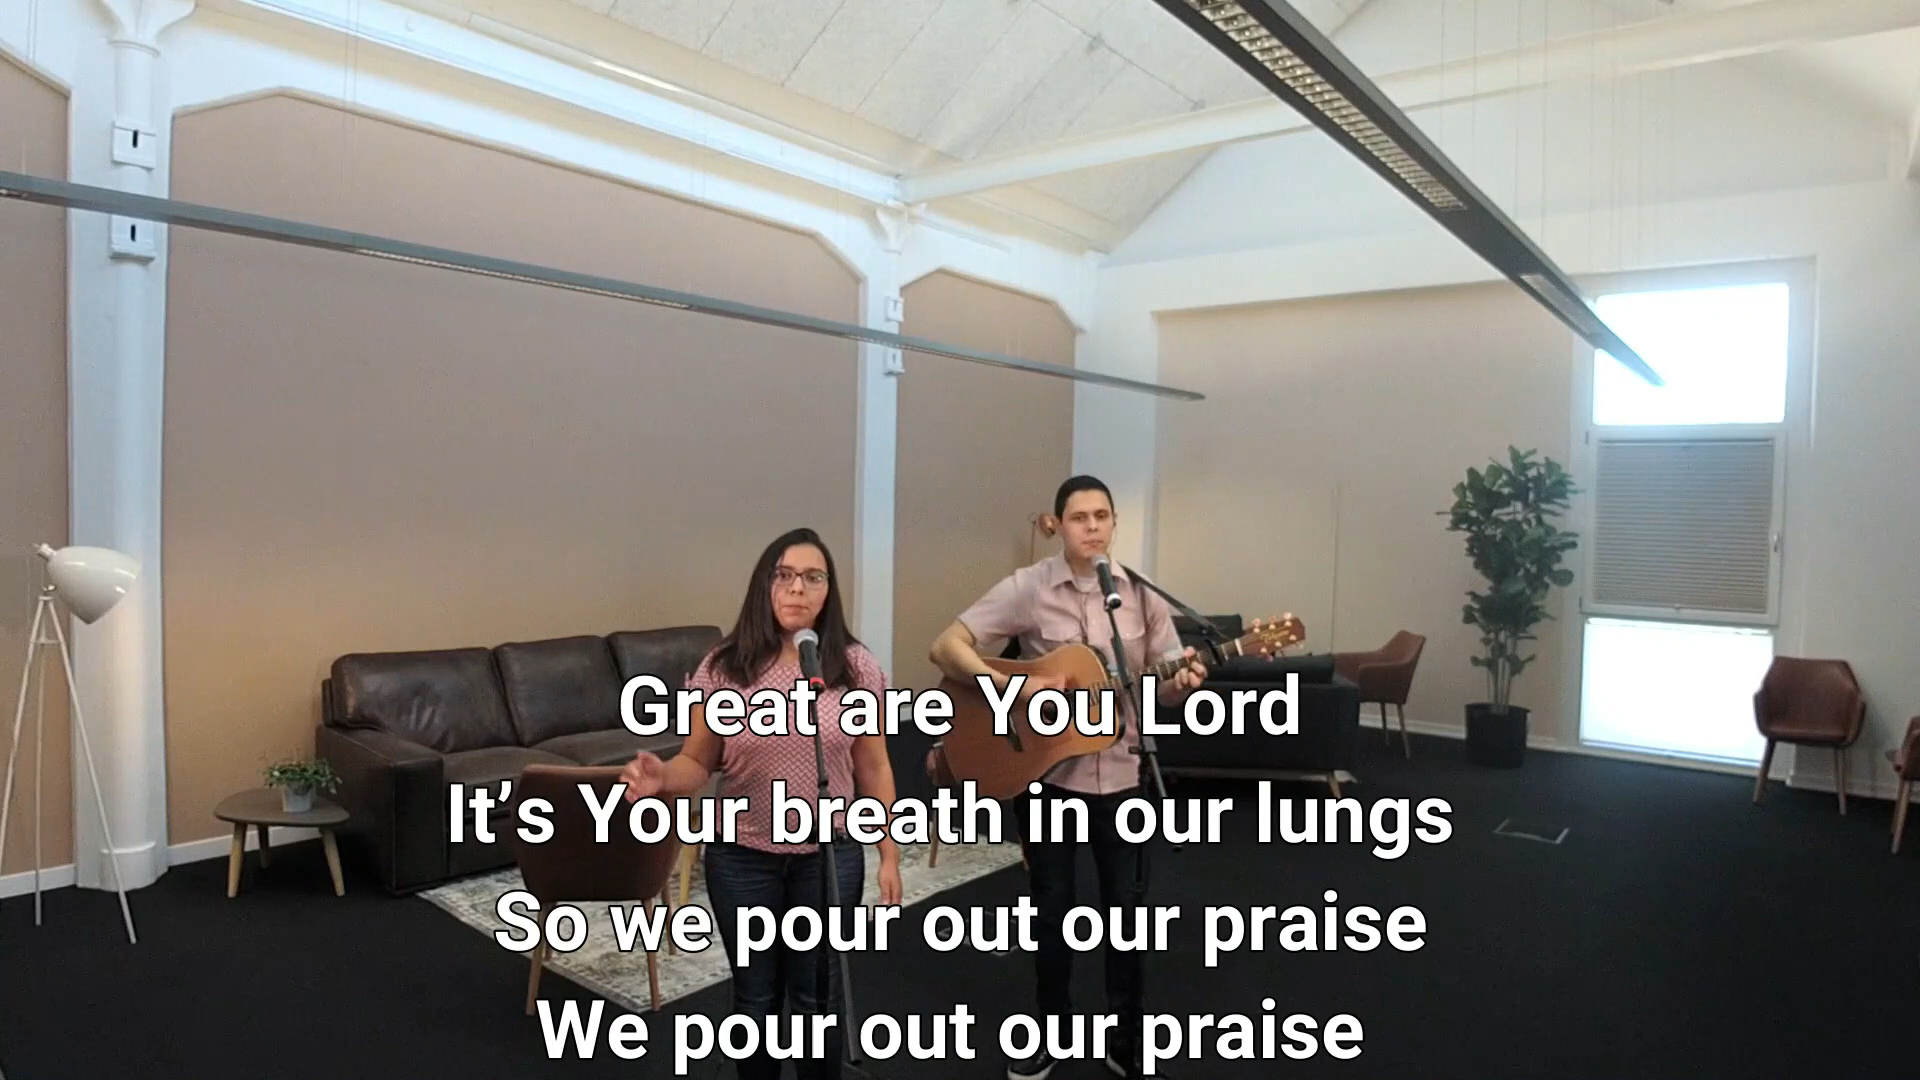 Great are You Lord
It’s Your breath in our lungs
So we pour out our praise
We pour out our praise